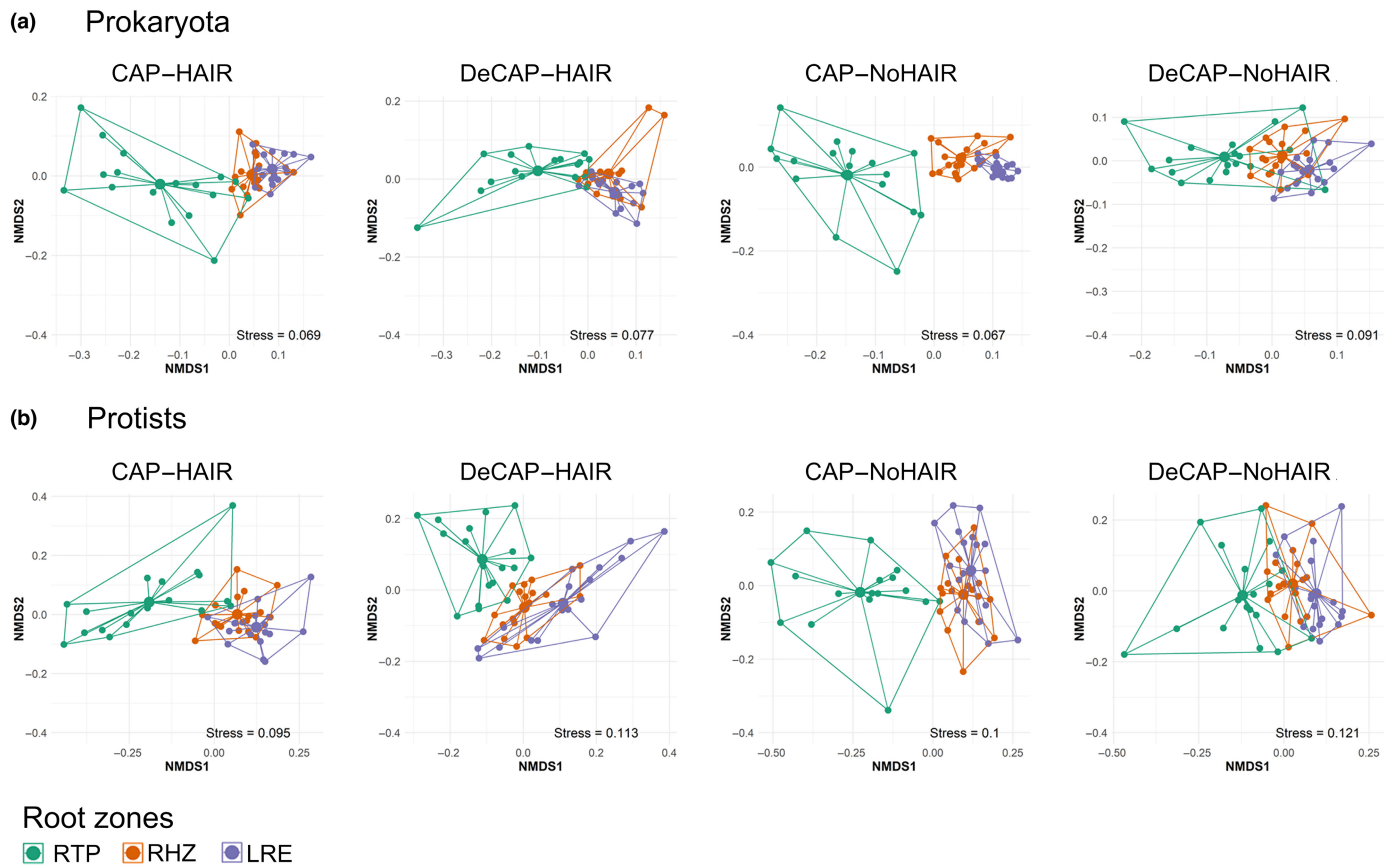 (a) Prokaryota
CAP–HAIR DeCAP–HAIR CAP–NoHAIR DeCAP–NoHAIR
NMDS2 0.2 0.0 −0.2 −0.4
Stress = 0.069
−0.3 −0.2 −0.1 0.0 0.1
NMDS1
NMDS2 0.2 0.0 −0.2 −0.4
Stress = 0.077
−0.3 −0.2 −0.1 0.0 0.1
NMDS1
NMDS2 0.0 −0.2 −0.4
Stress = 0.067
−0.2 −0.1 0.0 0.1
NMDS1
NMDS2 0.1 0.0 −0.1 −0.2 −0.3 −0.4
Stress = 0.091
−0.2 −0.1 0.0 0.1
NMDS1
(b) Protists
CAP–HAIR DeCAP–HAIR CAP–NoHAIR DeCAP–NoHAIR
NMDS2 0.4 0.2 0.0 −0.2 −0.4
Stress = 0.095
−0.25 0.00 0.25
NMDS1
NMDS2 0.2 0.0 −0.2 −0.4
Stress = 0.113
−0.2 0.0 0.2 0.4
NMDS1
NMDS2 0.2 0.0 −0.2 −0.4
Stress = 0.1
−0.50 −0.25 0.00 0.25
NMDS1
NMDS2 0.2 0.0 −0.2 −0.4
Stress = 0.121
−0.50 −0.25 0.00 0.25
NMDS1
Root zones
RTP RHZ LRE